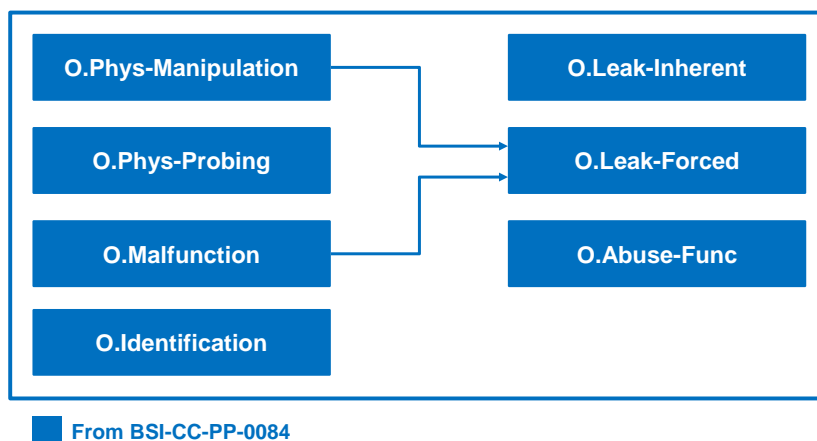 O.Phys-Manipulation
O.Leak-Inherent
O.Phys-Probing
O.Leak-Forced
O.Malfunction
O.Abuse-Func
O.Identification
From BSI-CC-PP-0084